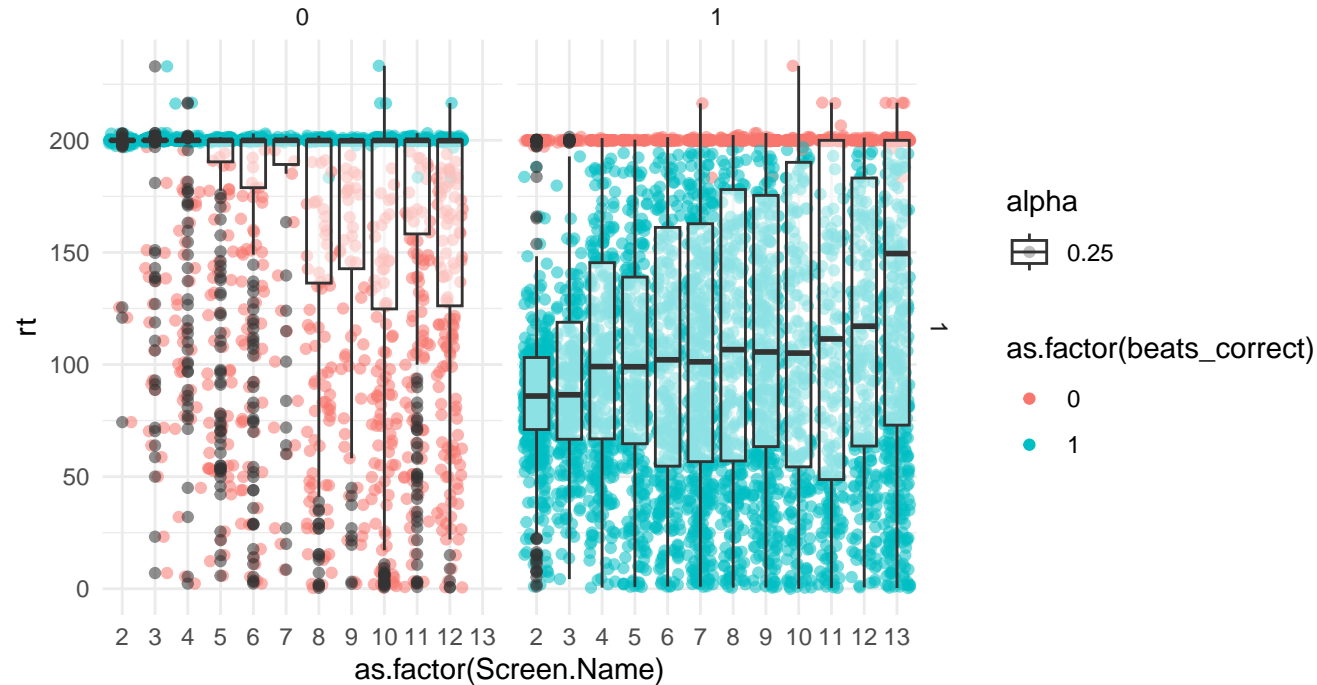 0 1
rt
200
150
100
50
0
1
2 3 4 5 6 7 8 9 10 11 12 13 2 3 4 5 6 7 8 9 10 11 12 13
as.factor(Screen.Name)
alpha
0.25
as.factor(beats_correct)
0
1